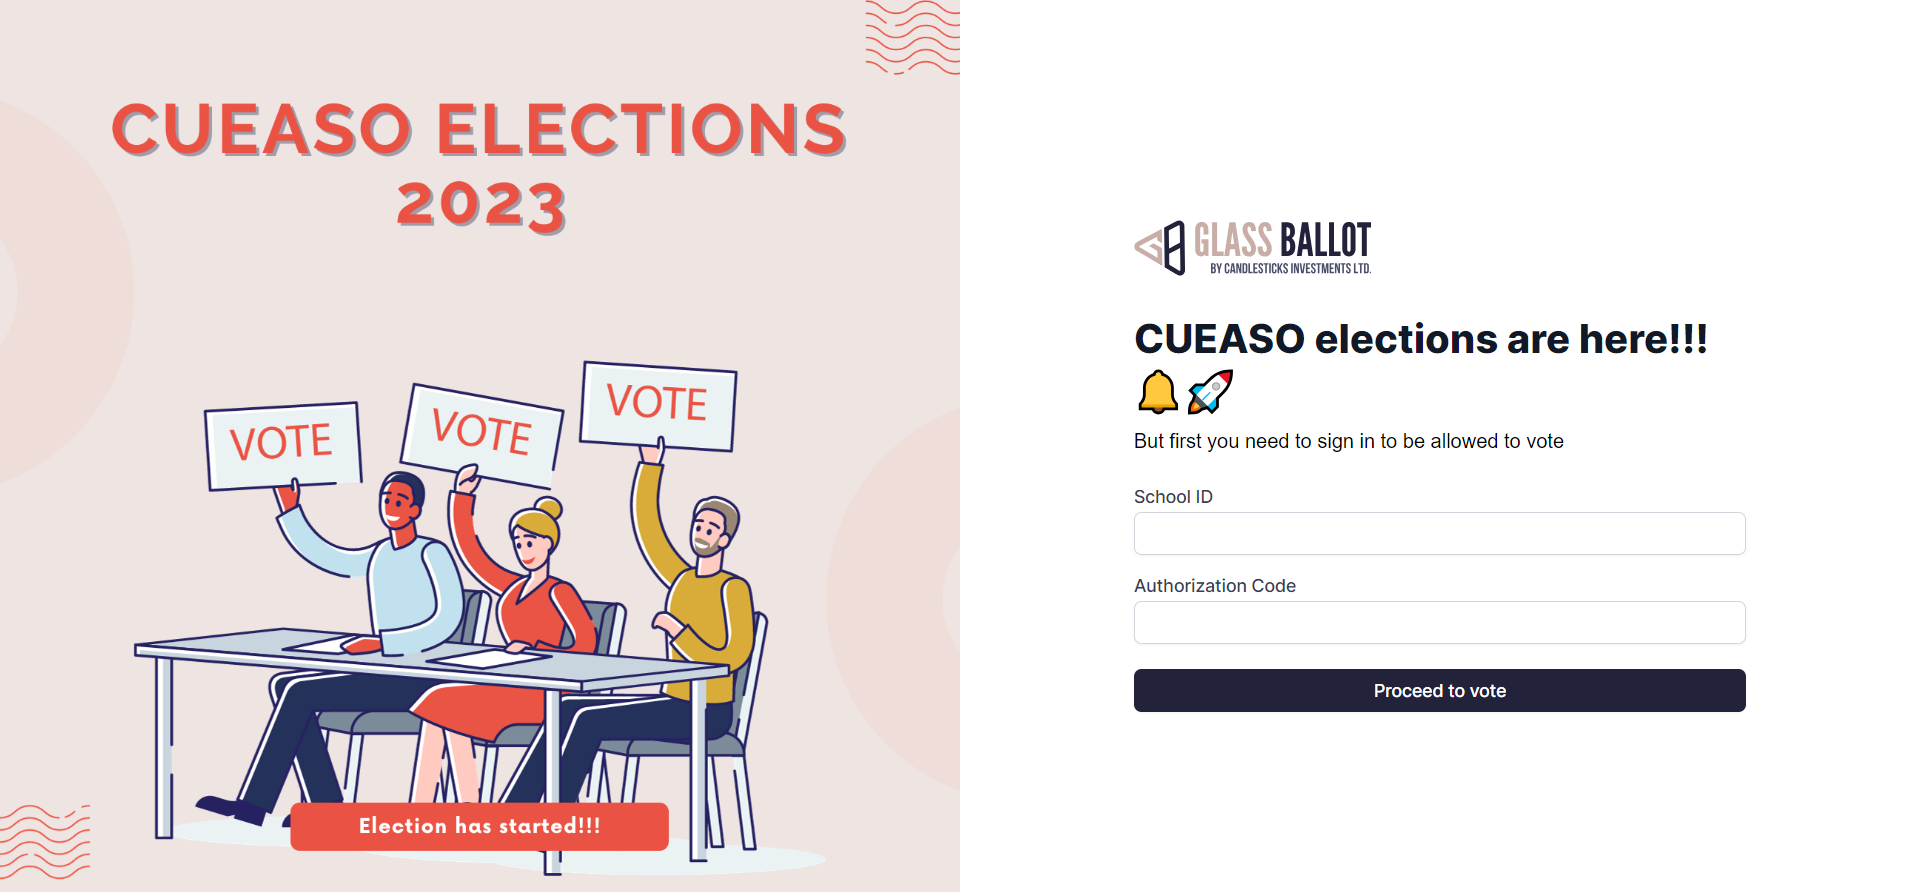 CUEASO ELECTIONS
2023
VOTE
VOTE
VOTE
Election has started!!!
GLASS BALLOT
BY CANDLESTICKS INVESTMENTS LTD.
CUEASO elections are here!!!
🔔🚀
But first you need to sign in to be allowed to vote
School ID
Authorization Code
Proceed to vote